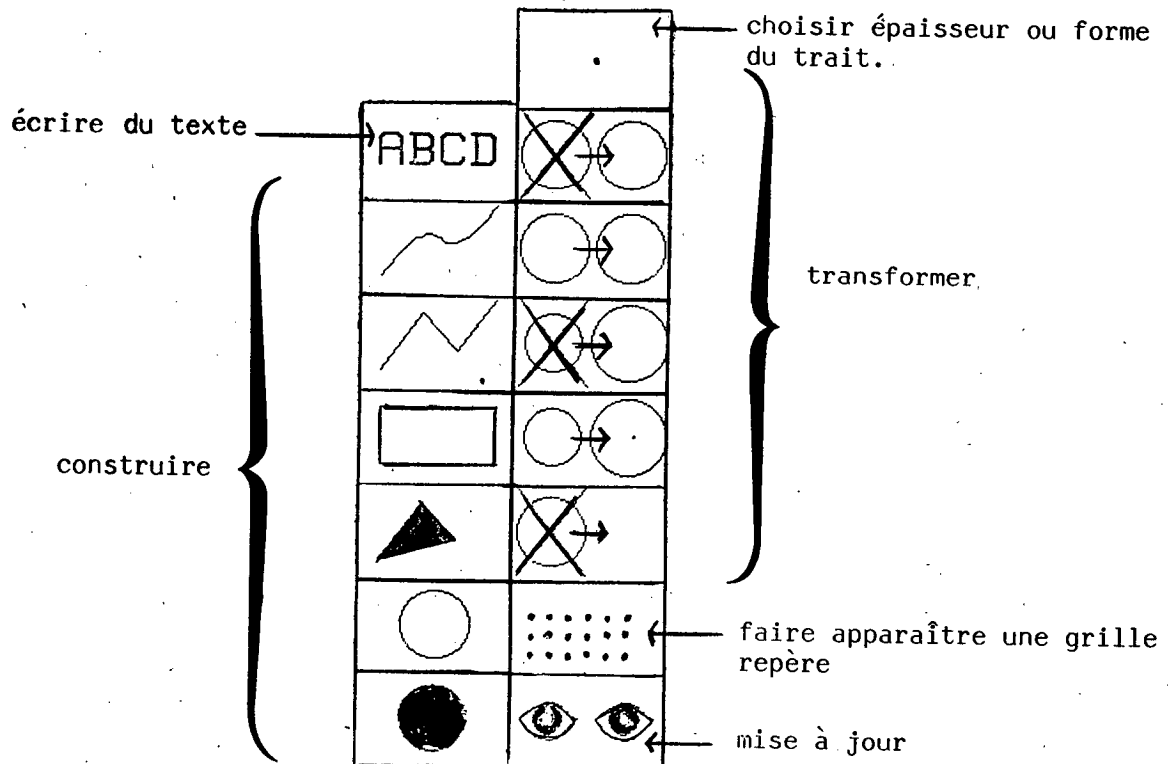 choisir épaisseur ou forme
du trait.
écrire du texte
ABCD
transformer
construire
faire apparaître une grille
repère
mise à jour